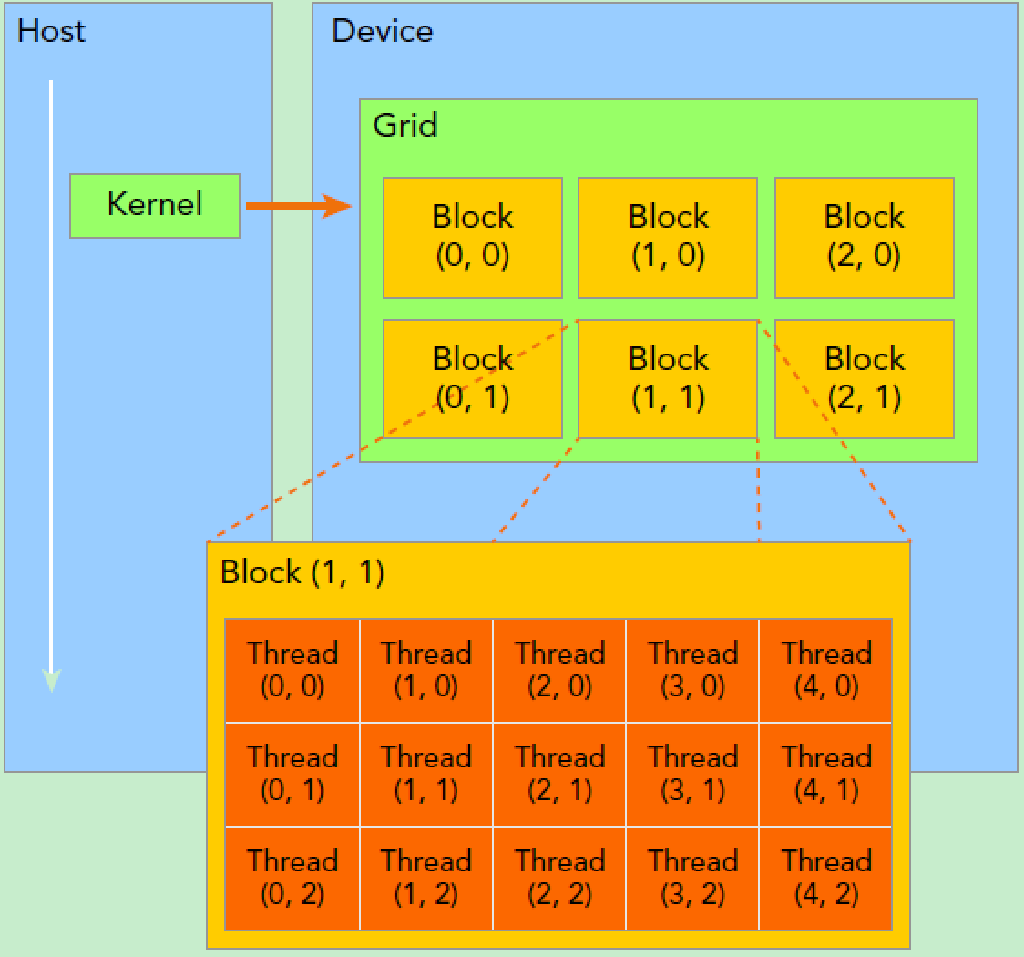 Host
Device
Grid
Kernel
Block
(0, 0)
Block
(1, 0)
Block
(2, 0)
Block
(0, 1)
Block
(1, 1)
Block
(2, 1)
Block (1, 1)
Thread
(0, 0)
Thread
(1, 0)
Thread
(2, 0)
Thread
(3, 0)
Thread
(4, 0)
Thread
(0, 1)
Thread
(1, 1)
Thread
(2, 1)
Thread
(3, 1)
Thread
(4, 1)
Thread
(0, 2)
Thread
(1, 2)
Thread
(2, 2)
Thread
(3, 2)
Thread
(4, 2)